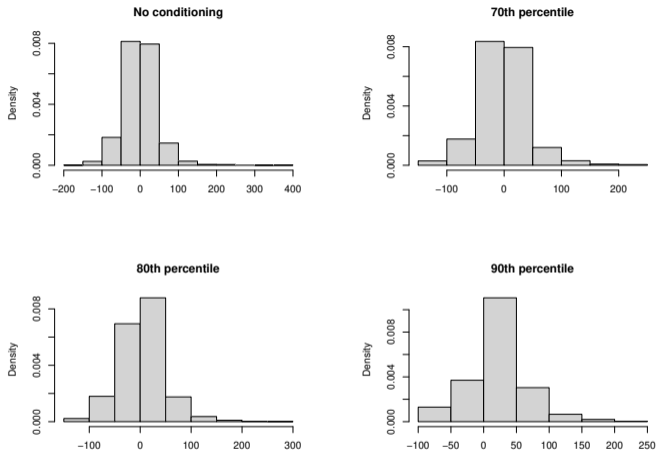 No conditioning
Density
0.000 0.004 0.008
−200 −100 0 100 200 300 400
70th percentile
Density
0.000 0.004 0.008
−100 0 100 200
80th percentile
Density
0.000 0.004 0.008
−100 0 100 200 300
90th percentile
Density
0.000 0.004 0.008
−100 −50 0 50 100 150 200 250